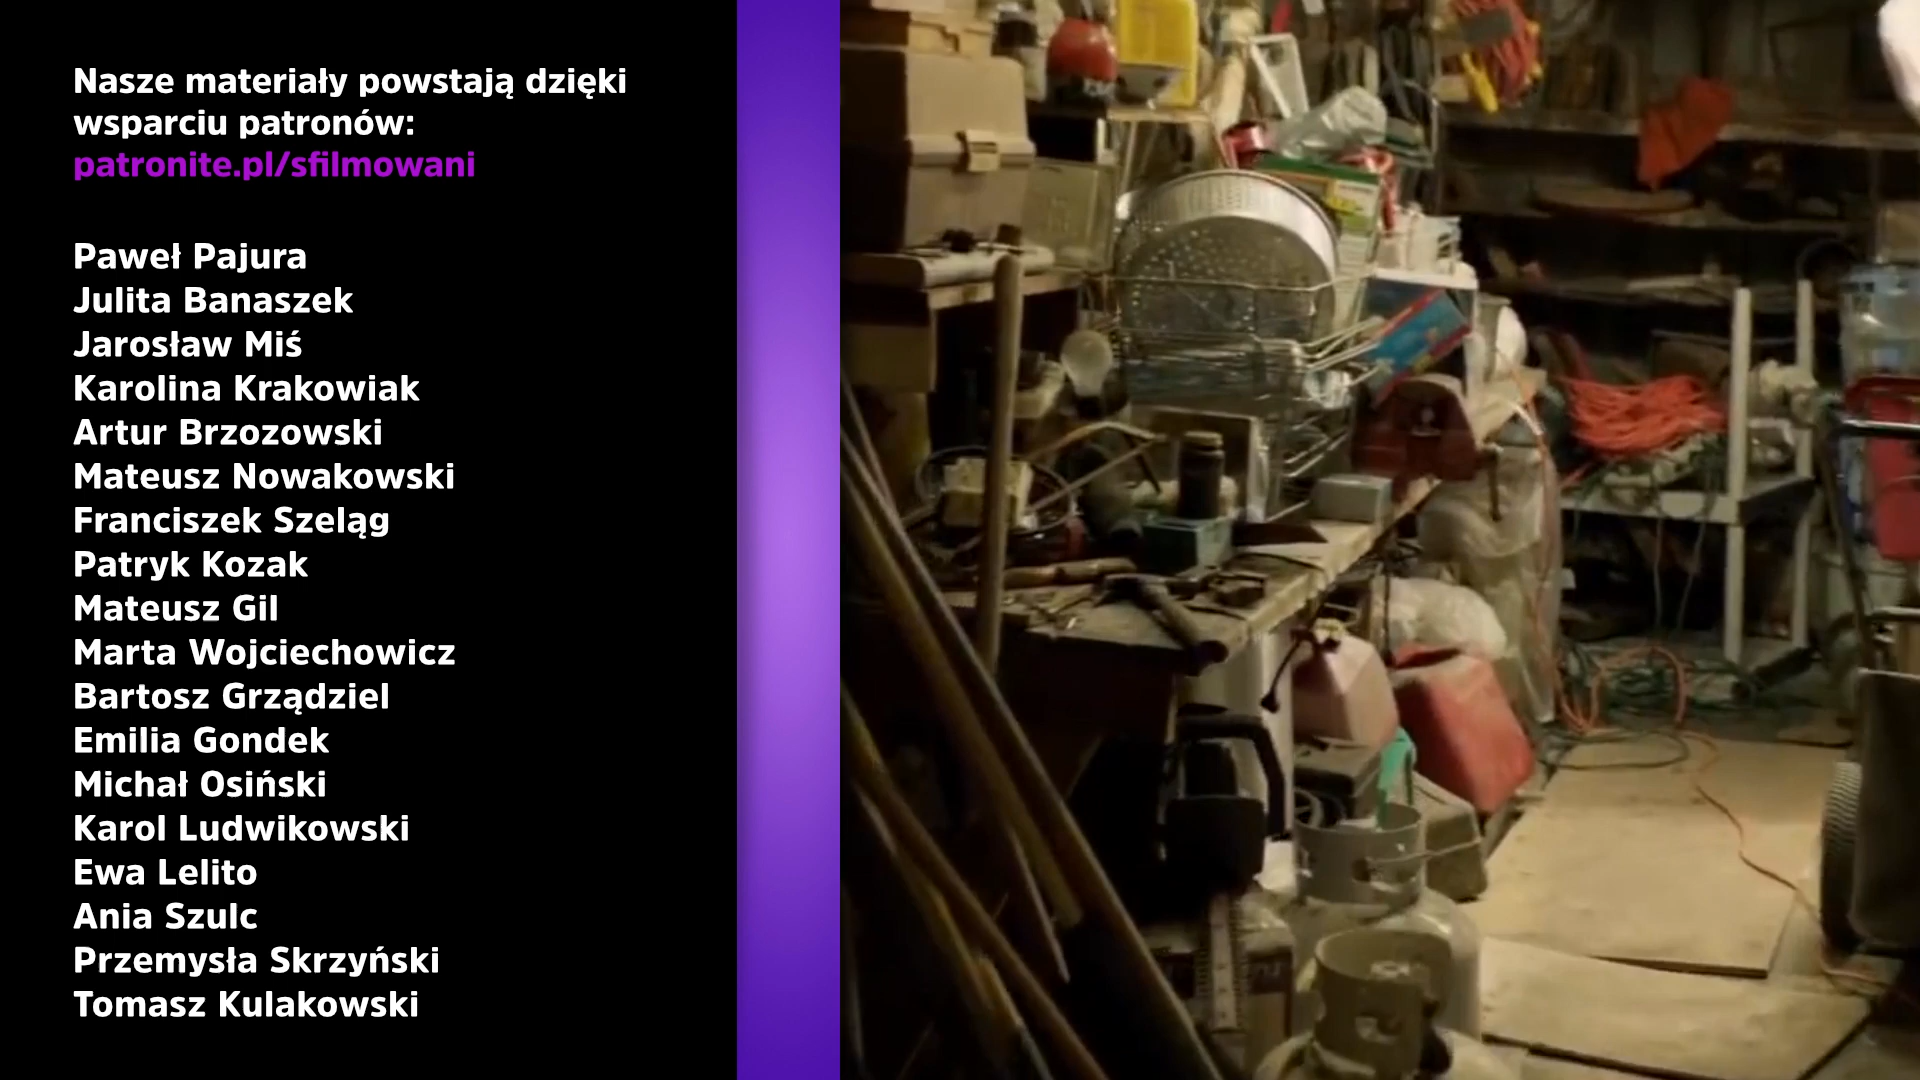 Nasze materiały powstają dzięki
wsparciu patronów:
patronite.pl/sfilmowani
Paweł Pajura
Julita Banaszek
Jarosław Miś
Karolina Krakowiak
Artur Brzozowski
Mateusz Nowakowski
Franciszek Szeląg
Patryk Kozak
Mateusz Gil
Marta Wojciechowicz
Bartosz Grządziel
Emilia Gondek
Michał Osiński
Karol Ludwikowski
Ewa Lelito
Ania Szulc
Przemysła Skrzyński
Tomasz Kulakowski